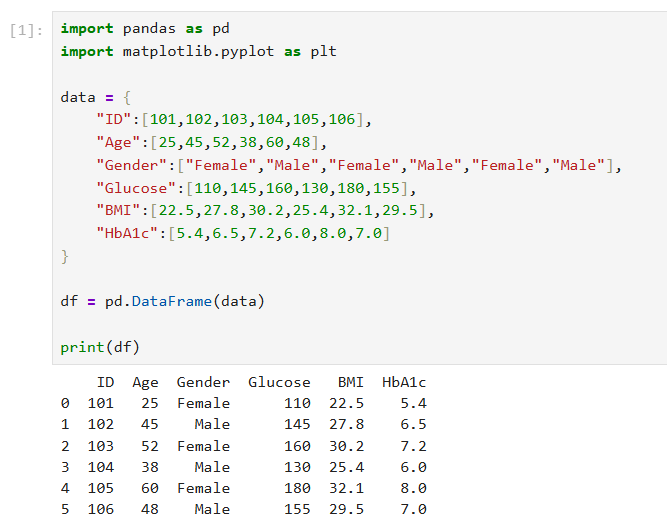 [1]:
import pandas as pd
import matplotlib.pyplot as plt

data = {
    "ID":[101,102,103,104,105,106],
    "Age":[25,45,52,38,60,48],
    "Gender":["Female","Male","Female","Male","Female","Male"],
    "Glucose":[110,145,160,130,180,155],
    "BMI":[22.5,27.8,30.2,25.4,32.1,29.5],
    "HbA1c":[5.4,6.5,7.2,6.0,8.0,7.0]
}

df = pd.DataFrame(data)

print(df)
    ID  Age  Gender  Glucose   BMI  HbA1c
0  101   25  Female      110  22.5    5.4
1  102   45    Male      145  27.8    6.5
2  103   52  Female      160  30.2    7.2
3  104   38    Male      130  25.4    6.0
4  105   60  Female      180  32.1    8.0
5  106   48    Male      155  29.5    7.0